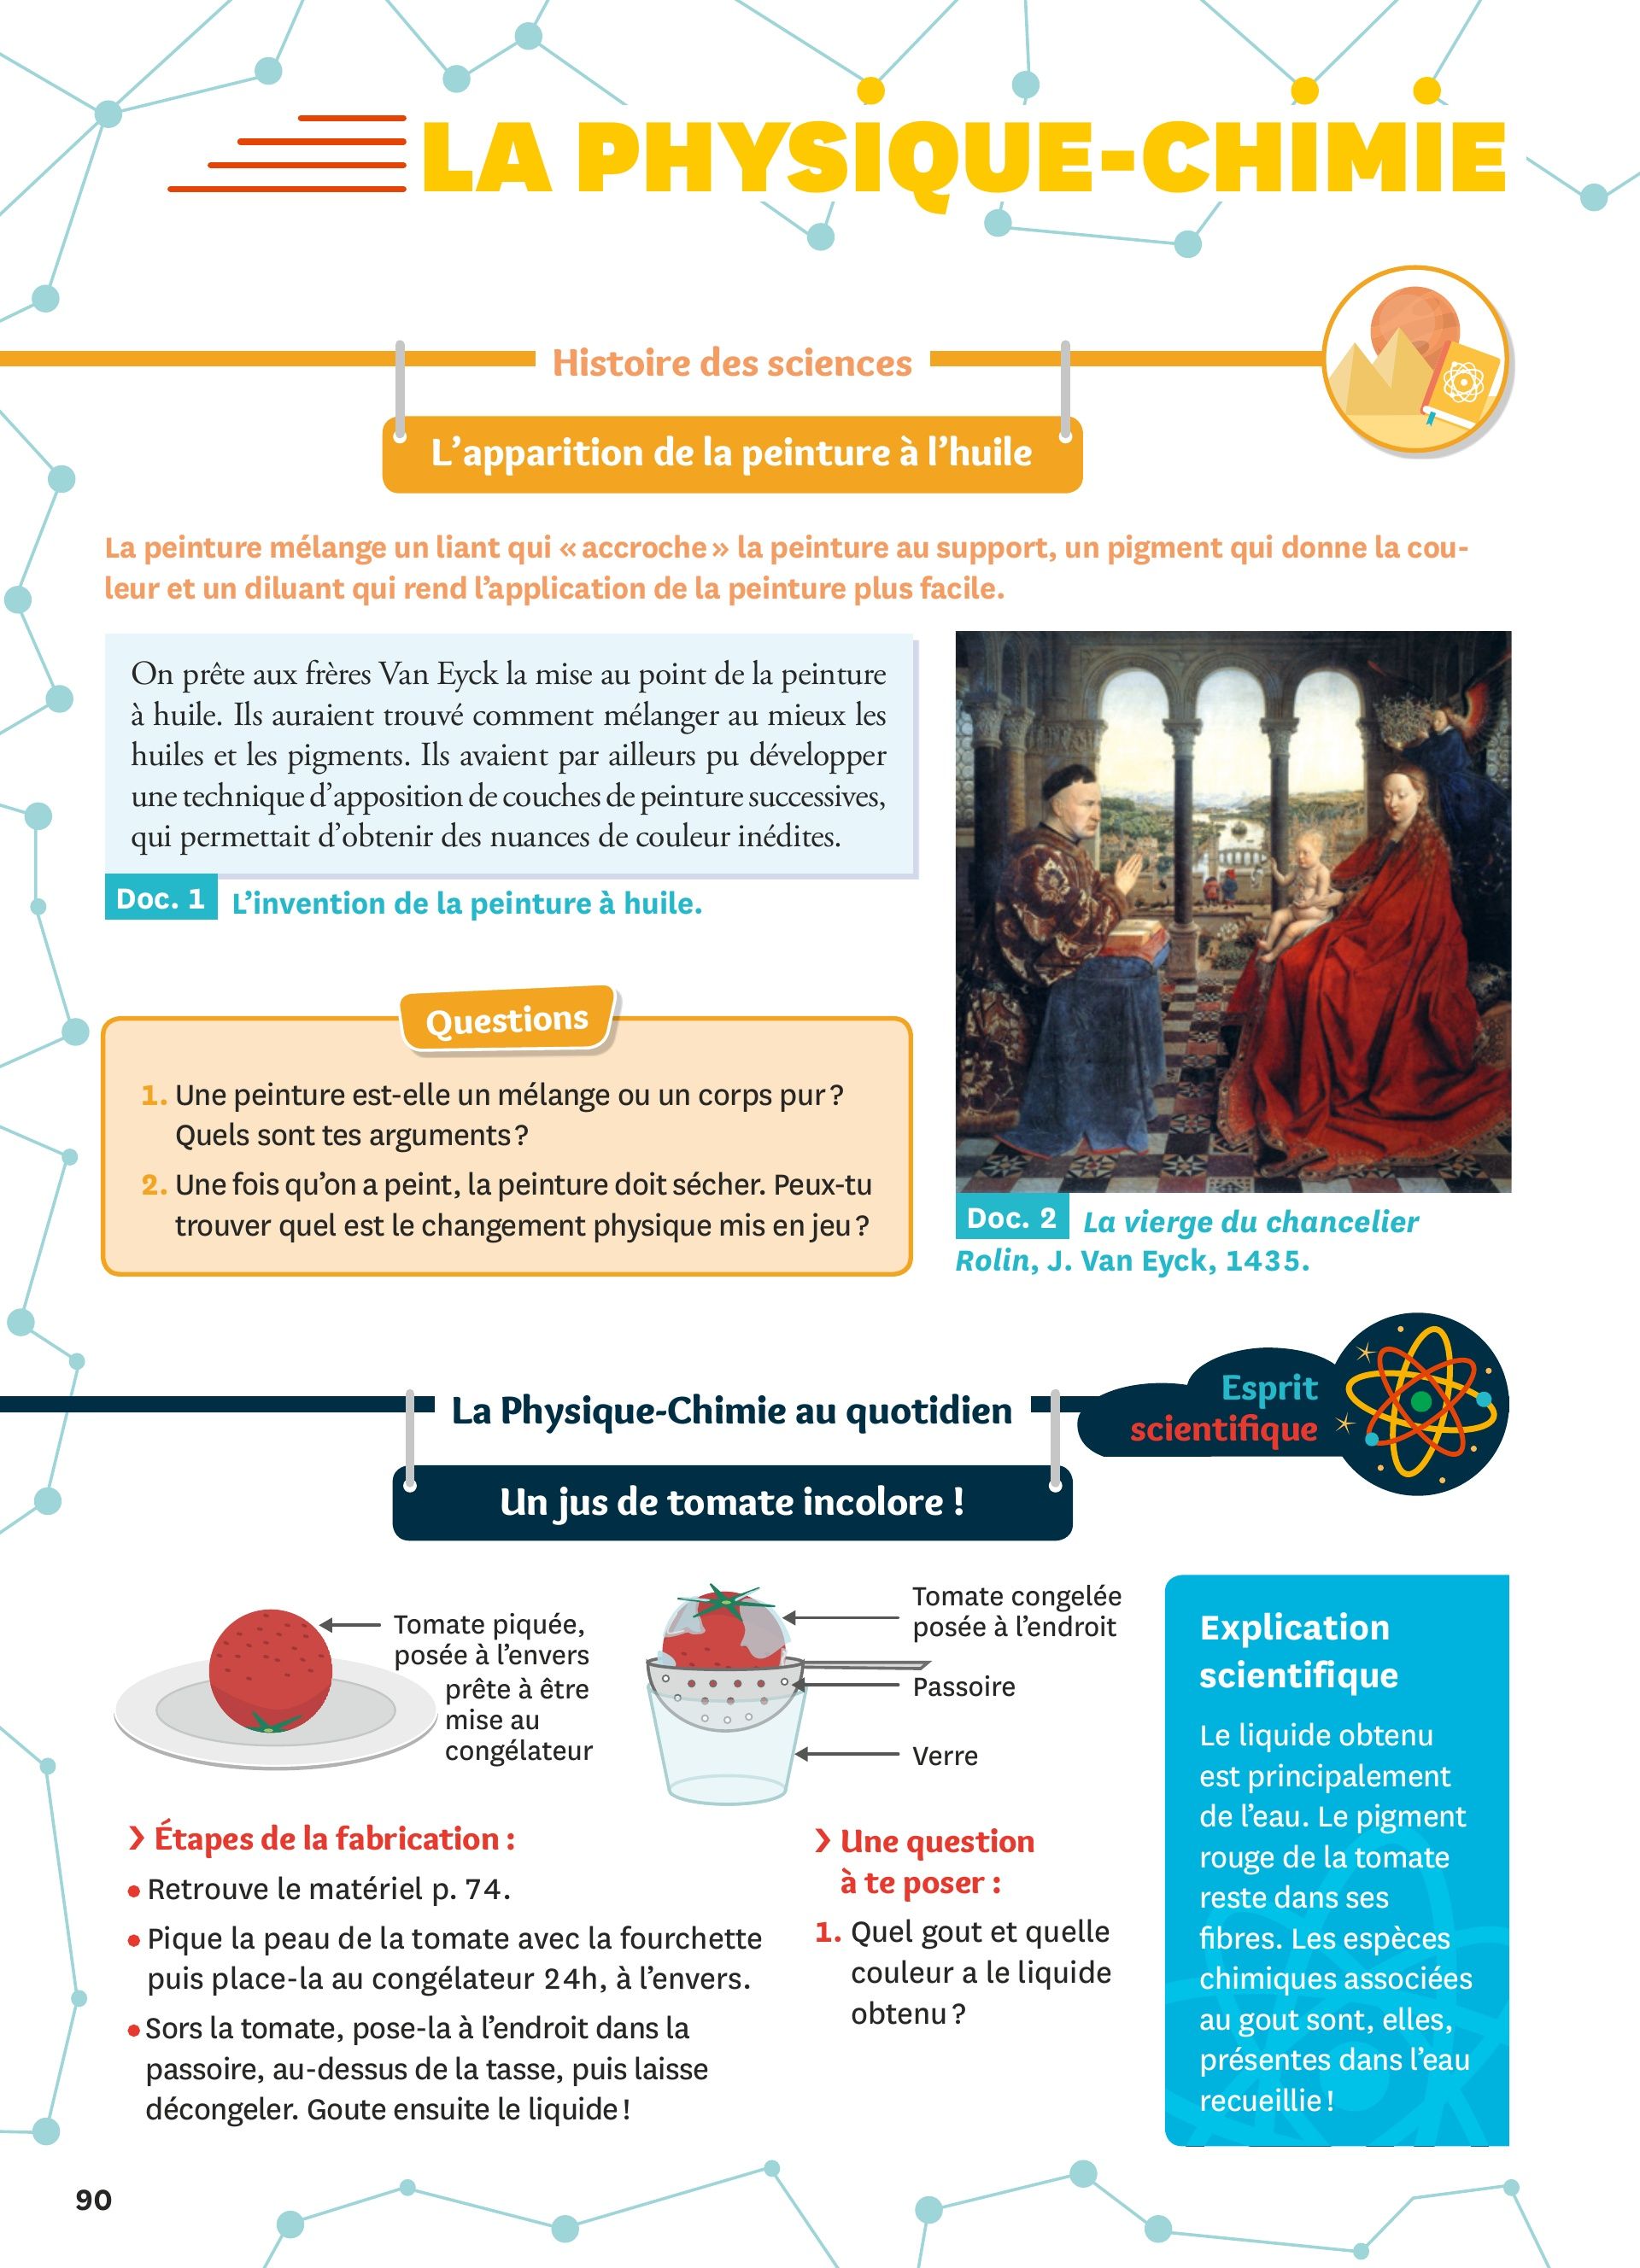 LA PHYSIQUE-CHIMIE
Histoire des sciences
L'apparition de la peinture à l'huile
La peinture mélange un liant qui « accroche » la peinture au support, un pigment qui donne la cou-
leur et un diluant qui rend l'application de la peinture plus facile.
On prête aux frères Van Eyck la mise au point de la peinture
à huile. Ils auraient trouvé comment mélanger au mieux les
huiles et les pigments. Ils avaient par ailleurs pu développer
une technique d'apposition de couches de peinture successives,
qui permettait d'obtenir des nuances de couleur inédites.
Doc. 1 L'invention de la peinture à huile.
Questions
1. Une peinture est-elle un mélange ou un corps pur ?
Quels sont tes arguments ?
2. Une fois qu'on a peint, la peinture doit sécher. Peux-tu
trouver quel est le changement physique mis en jeu ?
Doc. 2 La vierge du chancelier
Rolin, J. Van Eyck, 1435.
La Physique-Chimie au quotidien
Esprit
scientifique
Un jus de tomate incolore !
Tomate piquée,
posée à l'envers
prête à être
mise au
congélateur
Tomate congelée
posée à l'endroit
Passoire
Verre
› Étapes de la fabrication :
• Retrouve le matériel p. 74.
• Pique la peau de la tomate avec la fourchette
puis place-la au congélateur 24h, à l'envers.
• Sors la tomate, pose-la à l'endroit dans la
passoire, au-dessus de la tasse, puis laisse
décongeler. Goute ensuite le liquide !
› Une question
à te poser :
1. Quel gout et quelle
couleur a le liquide
obtenu ?
Explication
scientifique
Le liquide obtenu
est principalement
de l'eau. Le pigment
rouge de la tomate
reste dans ses
fibres. Les espèces
chimiques associées
au gout sont, elles,
présentes dans l'eau
recueillie !
90